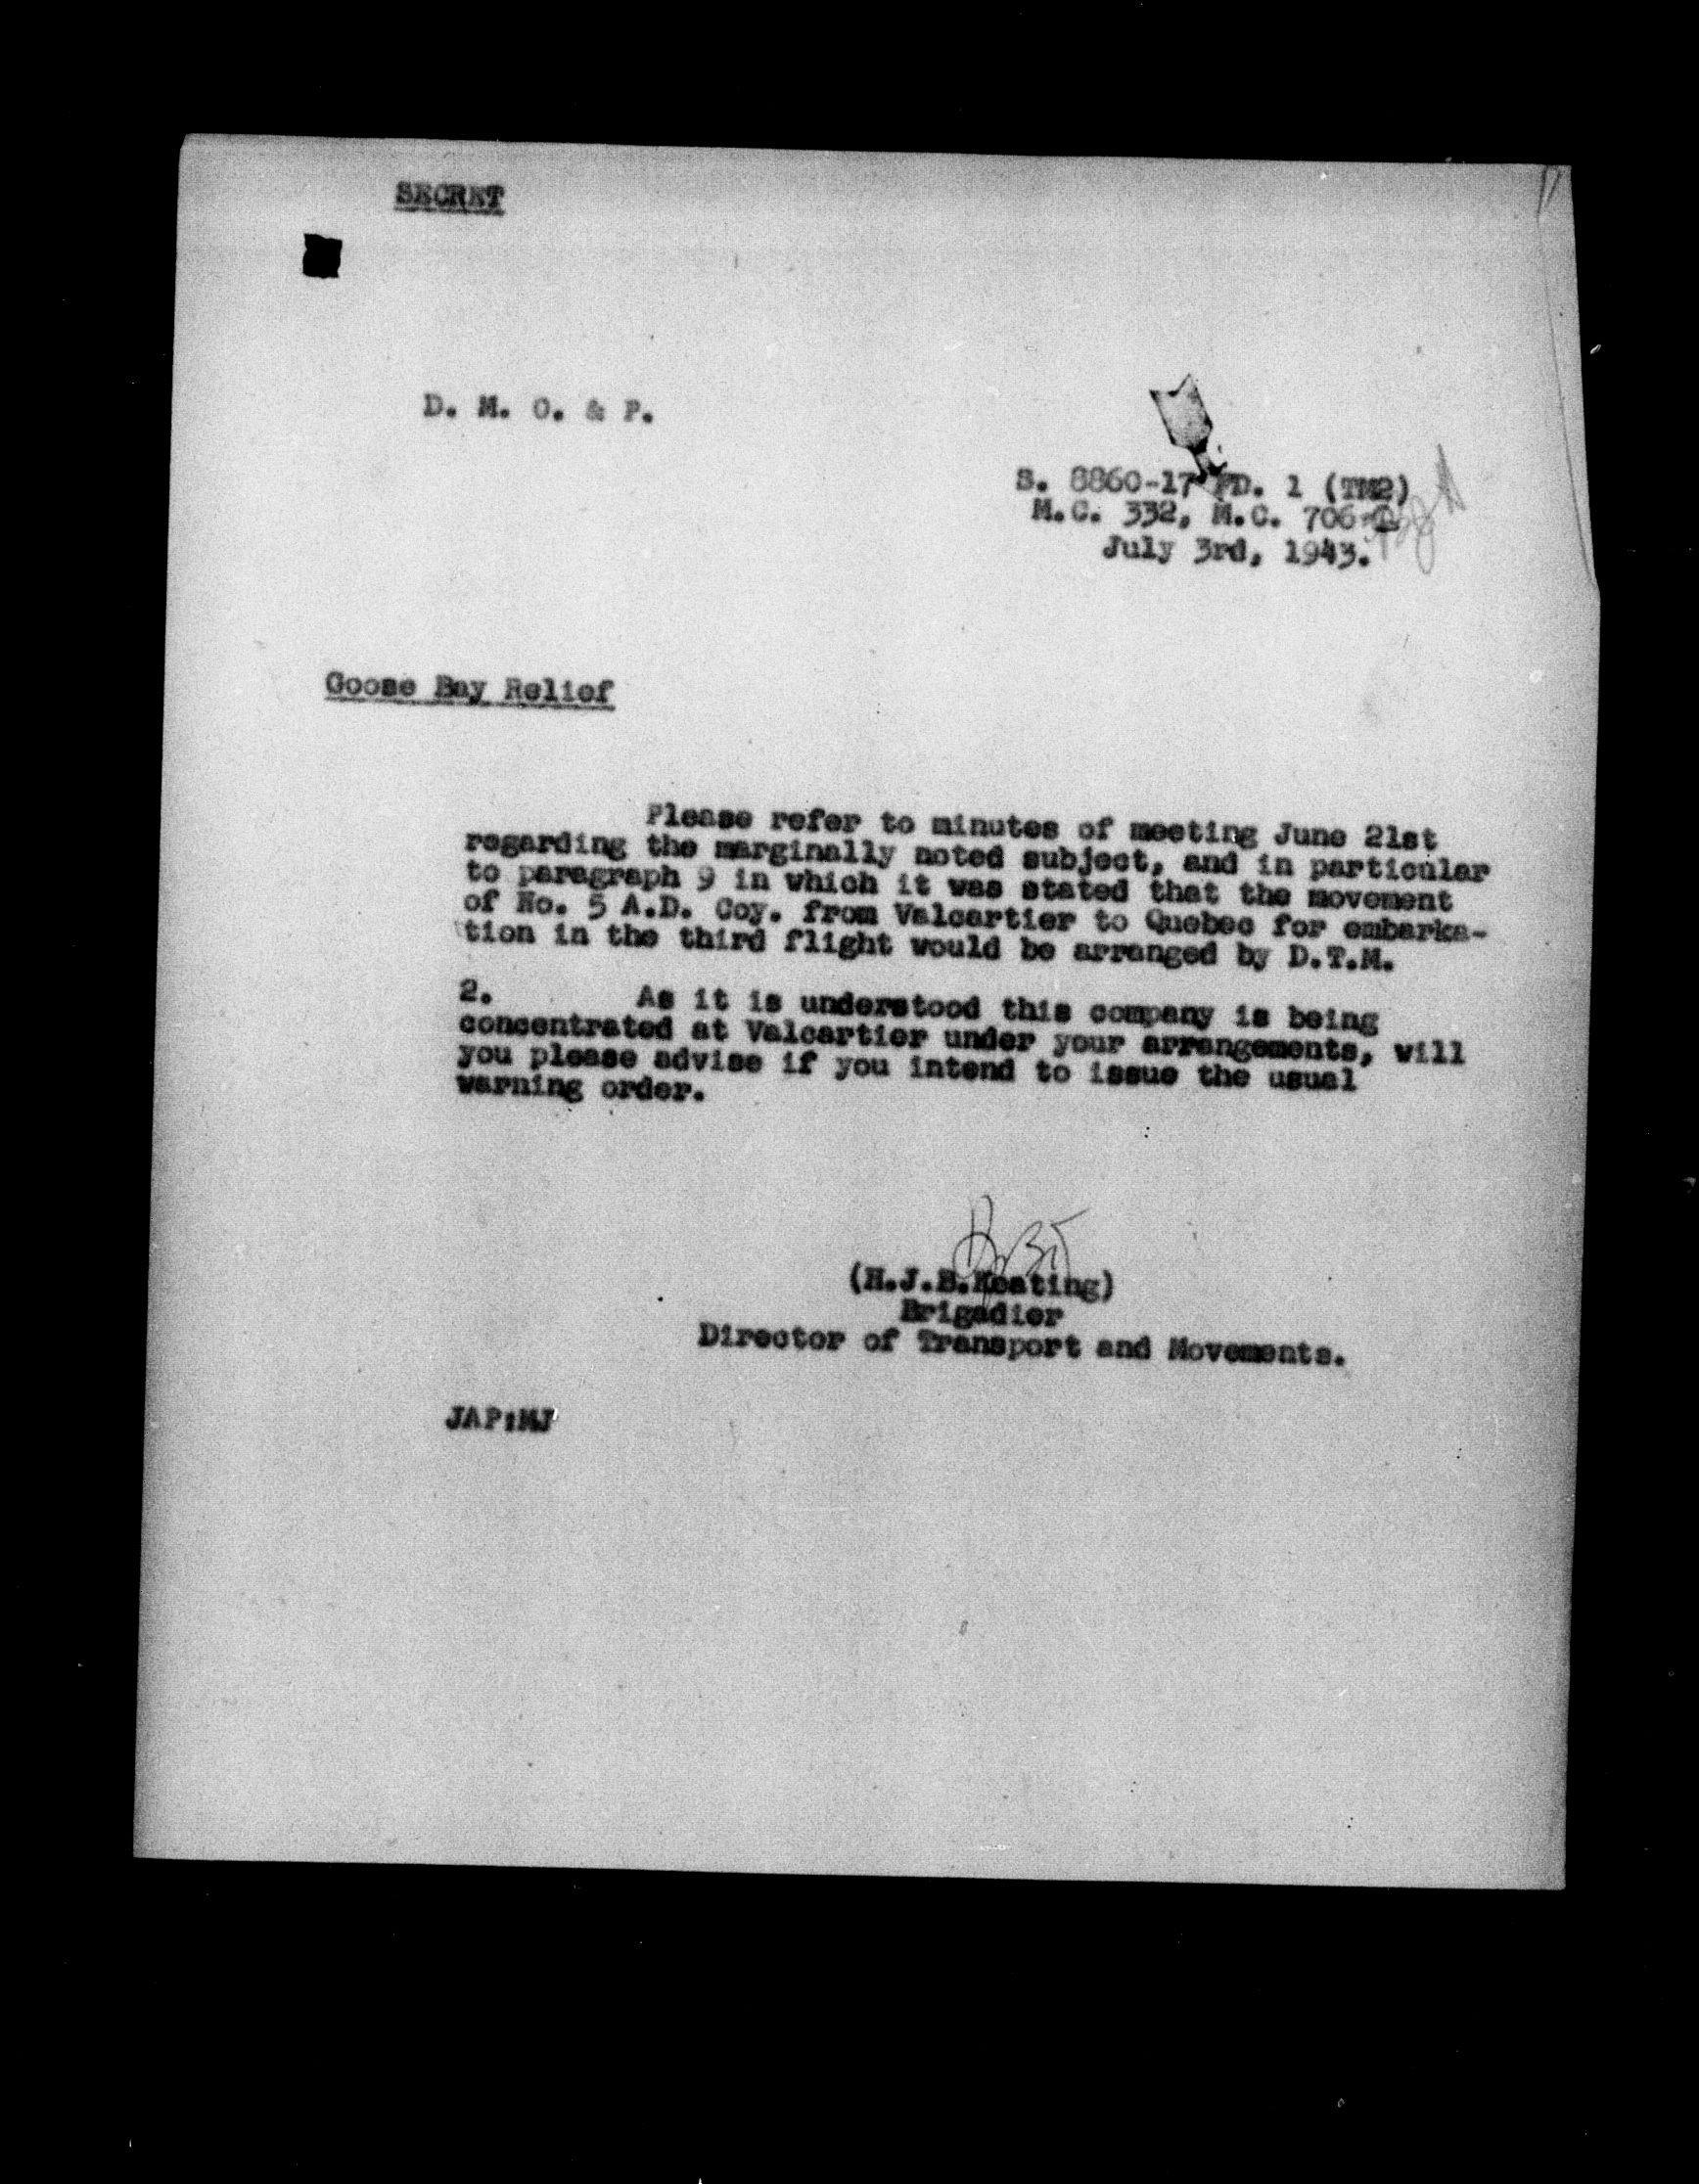 SECRET
D. M. O. & P.
S. 8860-17 FD. 1 (TM2)
M.C. 332, M.C. 706
July 3rd, 1943.
Goose Bay Relief
Please refer to minutes of meeting June 21st
regarding the marginally noted subject, and in particular
to paragraph 9 in which it was stated that the movement
of No. 5 A.D. Coy. from Valcartier to Quebec for embarka-
tion in the third flight would be arranged by D.T.M.
2. As it is understood this company is being
concentrated at Valcartier under your arrangements, will
you please advise if you intend to issue the usual
warning order.
(H.J.B.Keating)
Brigadier
Director of Transport and Movements.
JAP:MJ